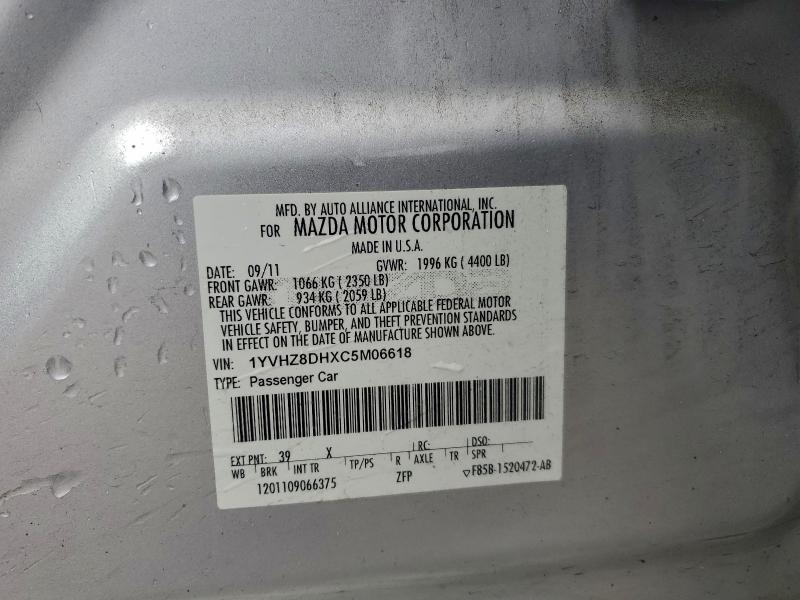 MFD. BY AUTO ALLIANCE INTERNATIONAL, INC.
FOR MAZDA MOTOR CORPORATION
MADE IN U.S.A.
DATE: 09/11 GVWR: 1996 KG ( 4400 LB)
FRONT GAWR: 1066 KG ( 2350 LB)
REAR GAWR: 934 KG ( 2059 LB)
THIS VEHICLE CONFORMS TO ALL APPLICABLE FEDERAL MOTOR
VEHICLE SAFETY, BUMPER, AND THEFT PREVENTION STANDARDS
IN EFFECT ON THE DATE OF MANUFACTURE SHOWN ABOVE.
VIN: 1YVHZ8DHXC5M06618
TYPE: Passenger Car
EXT PNT: 39 X RC: DSO:
WB BRK INT TR TP/PS R AXLE TR SPR
1201109066375 ZFP ▽F85B-1520472-AB